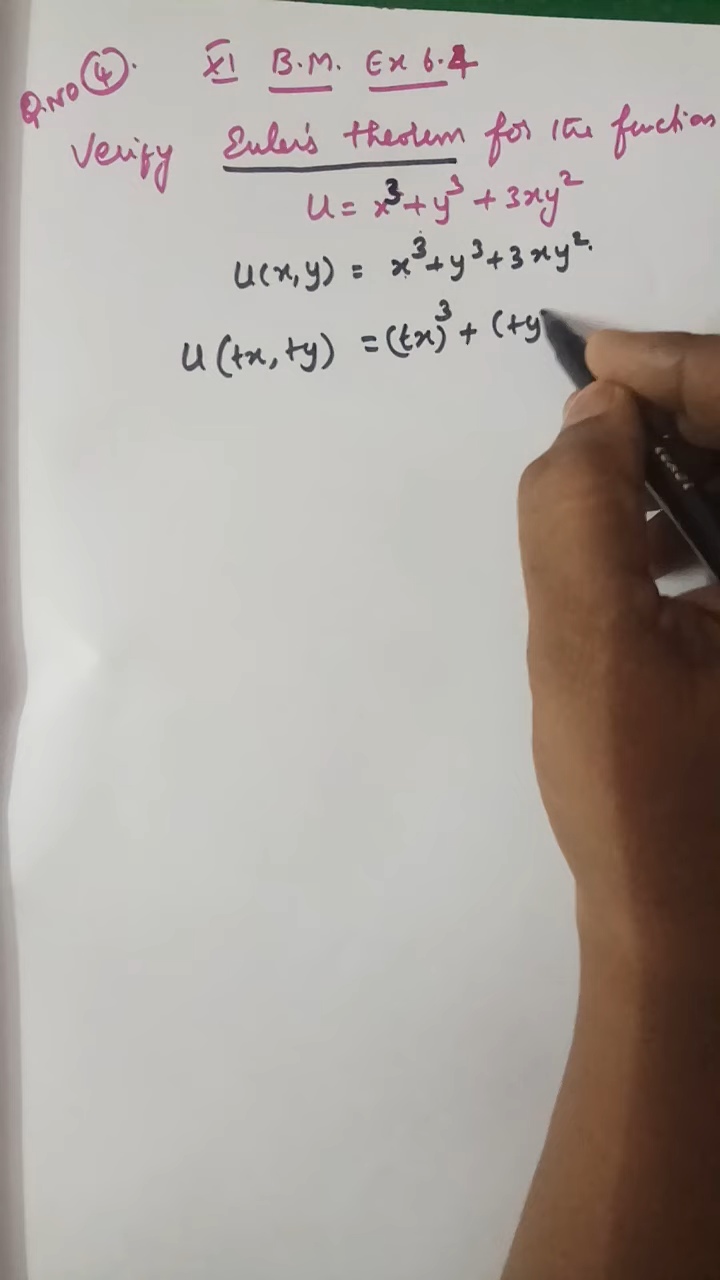 Q.NO (4). XI B.M. Ex 6.4
Verify Euler's theorem for the function
U = x³ + y³ + 3xy²
u(x,y) = x³ + y³ + 3xy².
u(tx, ty) = (tx)³ + (ty